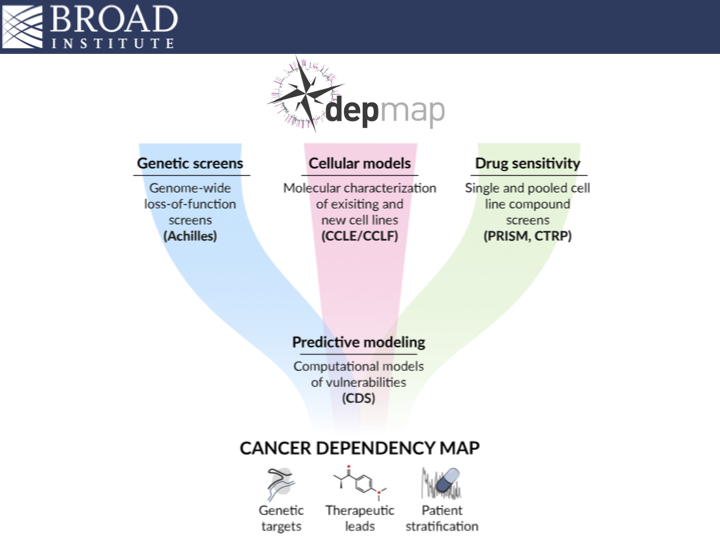 BROAD
INSTITUTE
depmap
Genetic screens
Genome-wide
loss-of-function
screens
(Achilles)
Cellular models
Molecular characterization
of exisiting and
new cell lines
(CCLE/CCLF)
Drug sensitivity
Single and pooled cell
line compound
screens
(PRISM, CTRP)
Predictive modeling
Computational models
of vulnerabilities
(CDS)
CANCER DEPENDENCY MAP
Genetic
targets
Therapeutic
leads
Patient
stratification